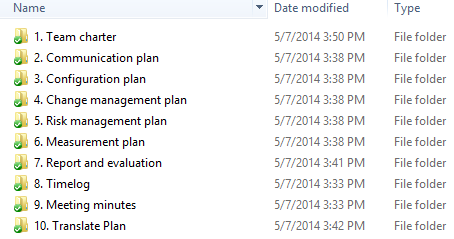 Name Date modified Type
1. Team charter 5/7/2014 3:50 PM File folder
2. Communication plan 5/7/2014 3:38 PM File folder
3. Configuration plan 5/7/2014 3:38 PM File folder
4. Change management plan 5/7/2014 3:38 PM File folder
5. Risk management plan 5/7/2014 3:38 PM File folder
6. Measurement plan 5/7/2014 3:38 PM File folder
7. Report and evaluation 5/7/2014 3:41 PM File folder
8. Timelog 5/7/2014 3:33 PM File folder
9. Meeting minutes 5/7/2014 3:33 PM File folder
10. Translate Plan 5/7/2014 3:42 PM File folder